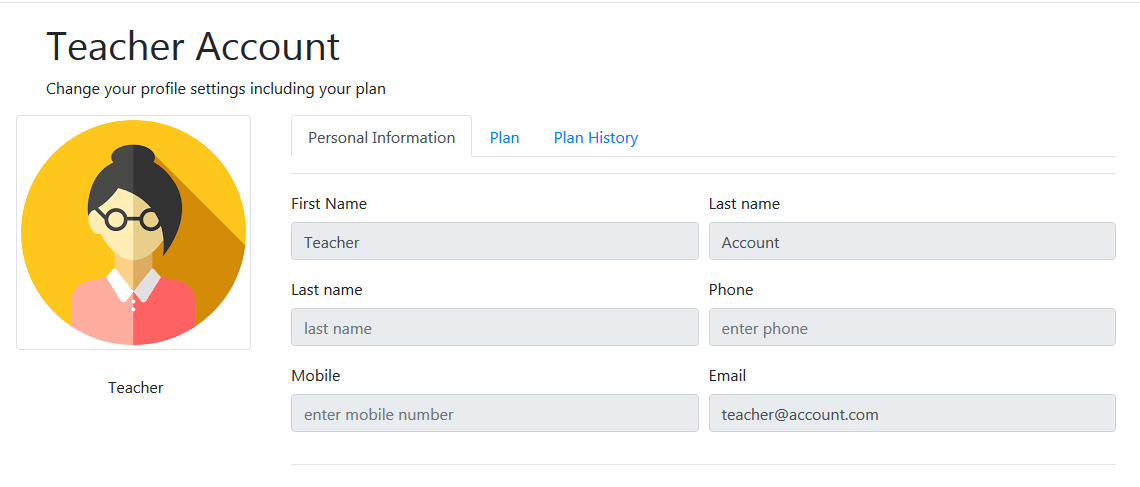 Teacher Account
Change your profile settings including your plan
Personal Information Plan Plan History
First Name Last name
Teacher Account
Last name Phone
last name enter phone
Mobile Email
enter mobile number teacher@account.com
Teacher